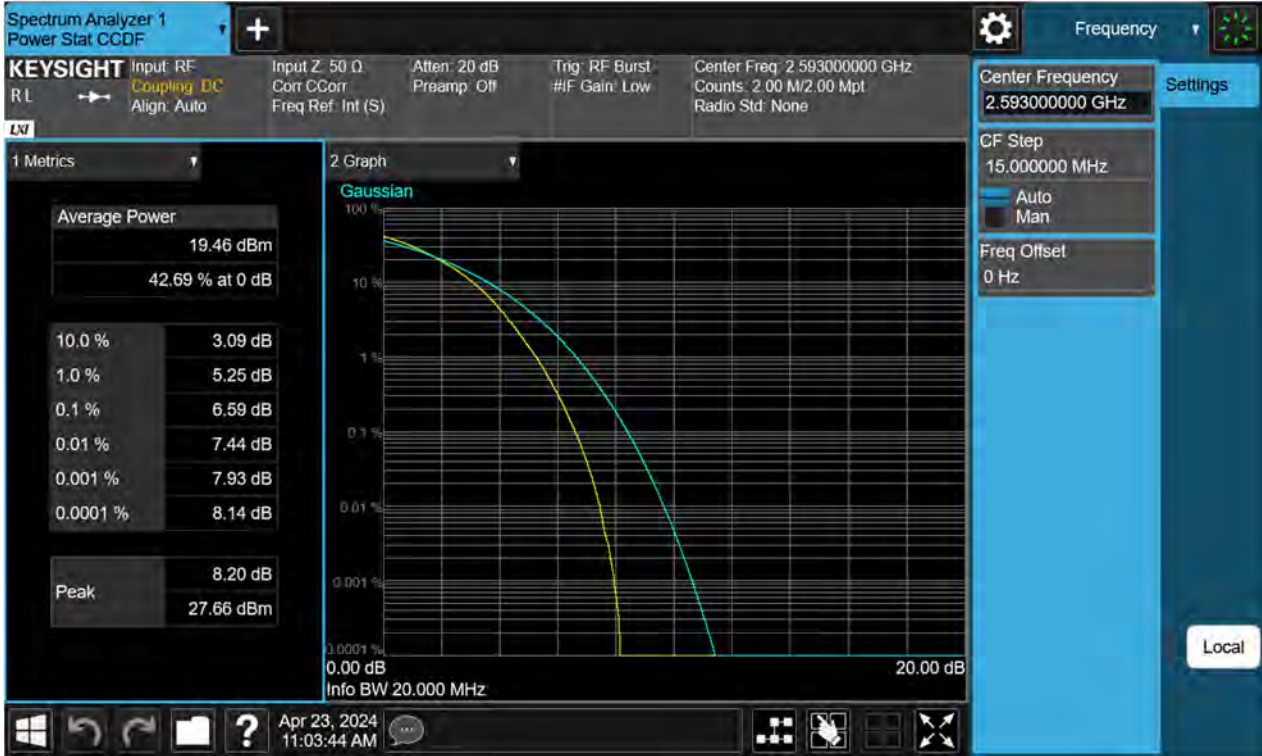 Spectrum Analyzer 1
Power Stat CCDF
Frequency
KEYSIGHT
R L
LXI
Input: RF
Coupling: DC
Align: Auto
Input Z: 50 Ω
Corr CCorr
Freq Ref: Int (S)
Atten: 20 dB
Preamp: Off
Trig: RF Burst
#IF Gain: Low
Center Freq: 2.593000000 GHz
Counts: 2.00 M/2.00 Mpt
Radio Std: None
Center Frequency
2.593000000 GHz
Settings
CF Step
15.000000 MHz
Auto
Man
Freq Offset
0 Hz
Local
1 Metrics
Average Power
19.46 dBm
42.69 % at 0 dB
10.0 % 3.09 dB
1.0 % 5.25 dB
0.1 % 6.59 dB
0.01 % 7.44 dB
0.001 % 7.93 dB
0.0001 % 8.14 dB
Peak
8.20 dB
27.66 dBm
2 Graph
Gaussian
100 %
10 %
1 %
0.1 %
0.01 %
0.001 %
0.0001 %
0.00 dB 20.00 dB
Info BW 20.000 MHz
?
Apr 23, 2024
11:03:44 AM